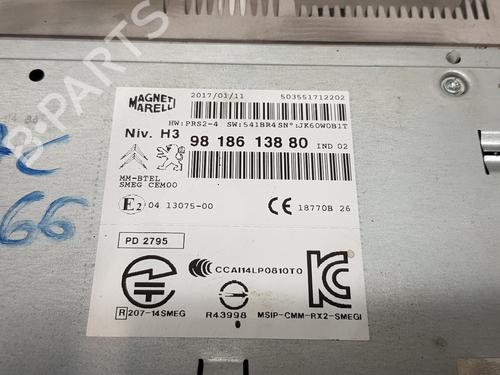 2017/01/11 503551712202
MAGNETI
MARELLI
HW:PRS2-4 SW:541BR4 SN°:JK60W0B1T
Niv. H3 98 186 138 80 IND 02
MM-BTEL
SMEG CEM00
E2 04 13075-00 CE 18770B 26
PD 2795
CCAI14LP0810T0
R 207-14SMEG R43998 MSIP-CMM-RX2-SMEGI
66